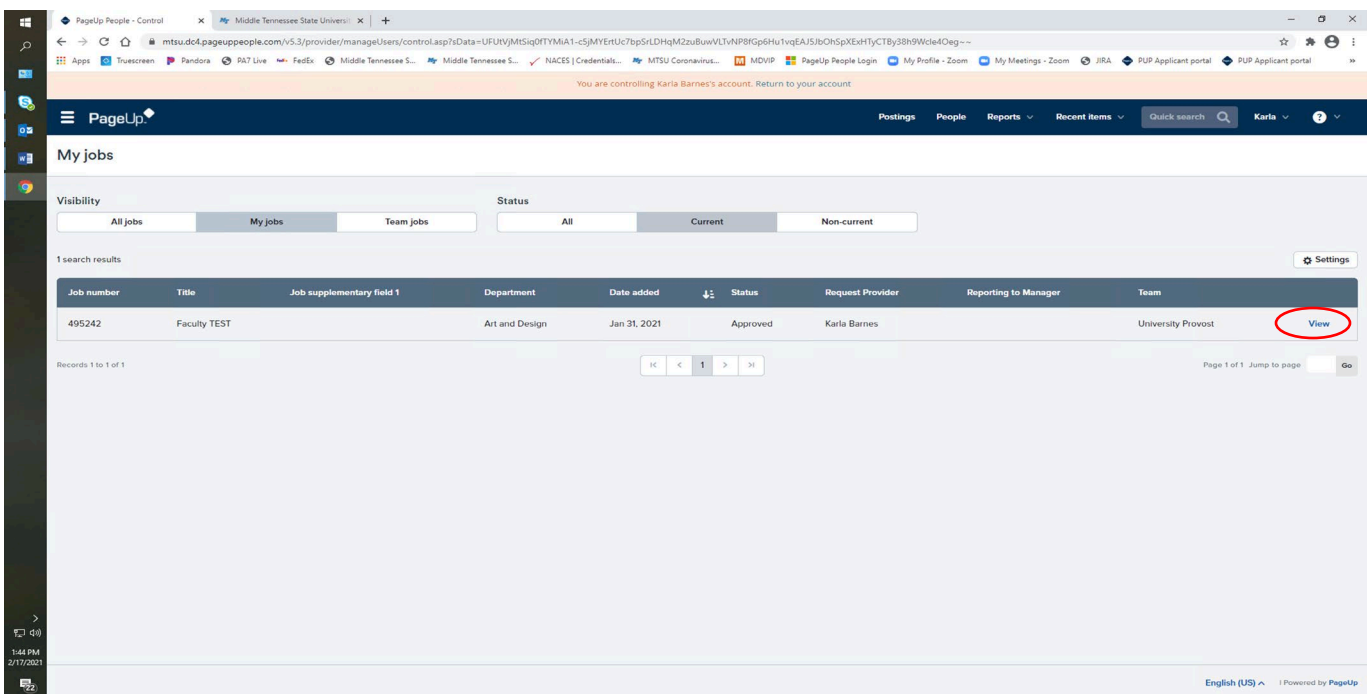 PageUp People - Control
Middle Tennessee State Universit
mtsu.dc4.pageuppeople.com/v5.3/provider/manageUsers/control.asp?sData=
Apps Truescreen Pandora PA7 Live FedEx Middle Tennessee S... Middle Tennessee S... NACES | Credentials... MTSU Coronavirus... MDVIP PageUp People Login My Profile - Zoom My Meetings - Zoom JIRA PUP Applicant portal PUP Applicant portal
You are controlling Karla Barnes's account. Return to your account
PageUp. Postings People Reports Recent items Quick search Karla ?
My jobs
Visibility Status
All jobs My jobs Team jobs All Current Non-current
1 search results Settings
Job number Title Job supplementary field 1 Department Date added Status Request Provider Reporting to Manager Team
495242 Faculty TEST Art and Design Jan 31, 2021 Approved Karla Barnes University Provost View
Records 1 to 1 of 1 1 Page 1 of 1 Jump to page Go
1:44 PM
2/17/2021
22
English (US) | Powered by PageUp